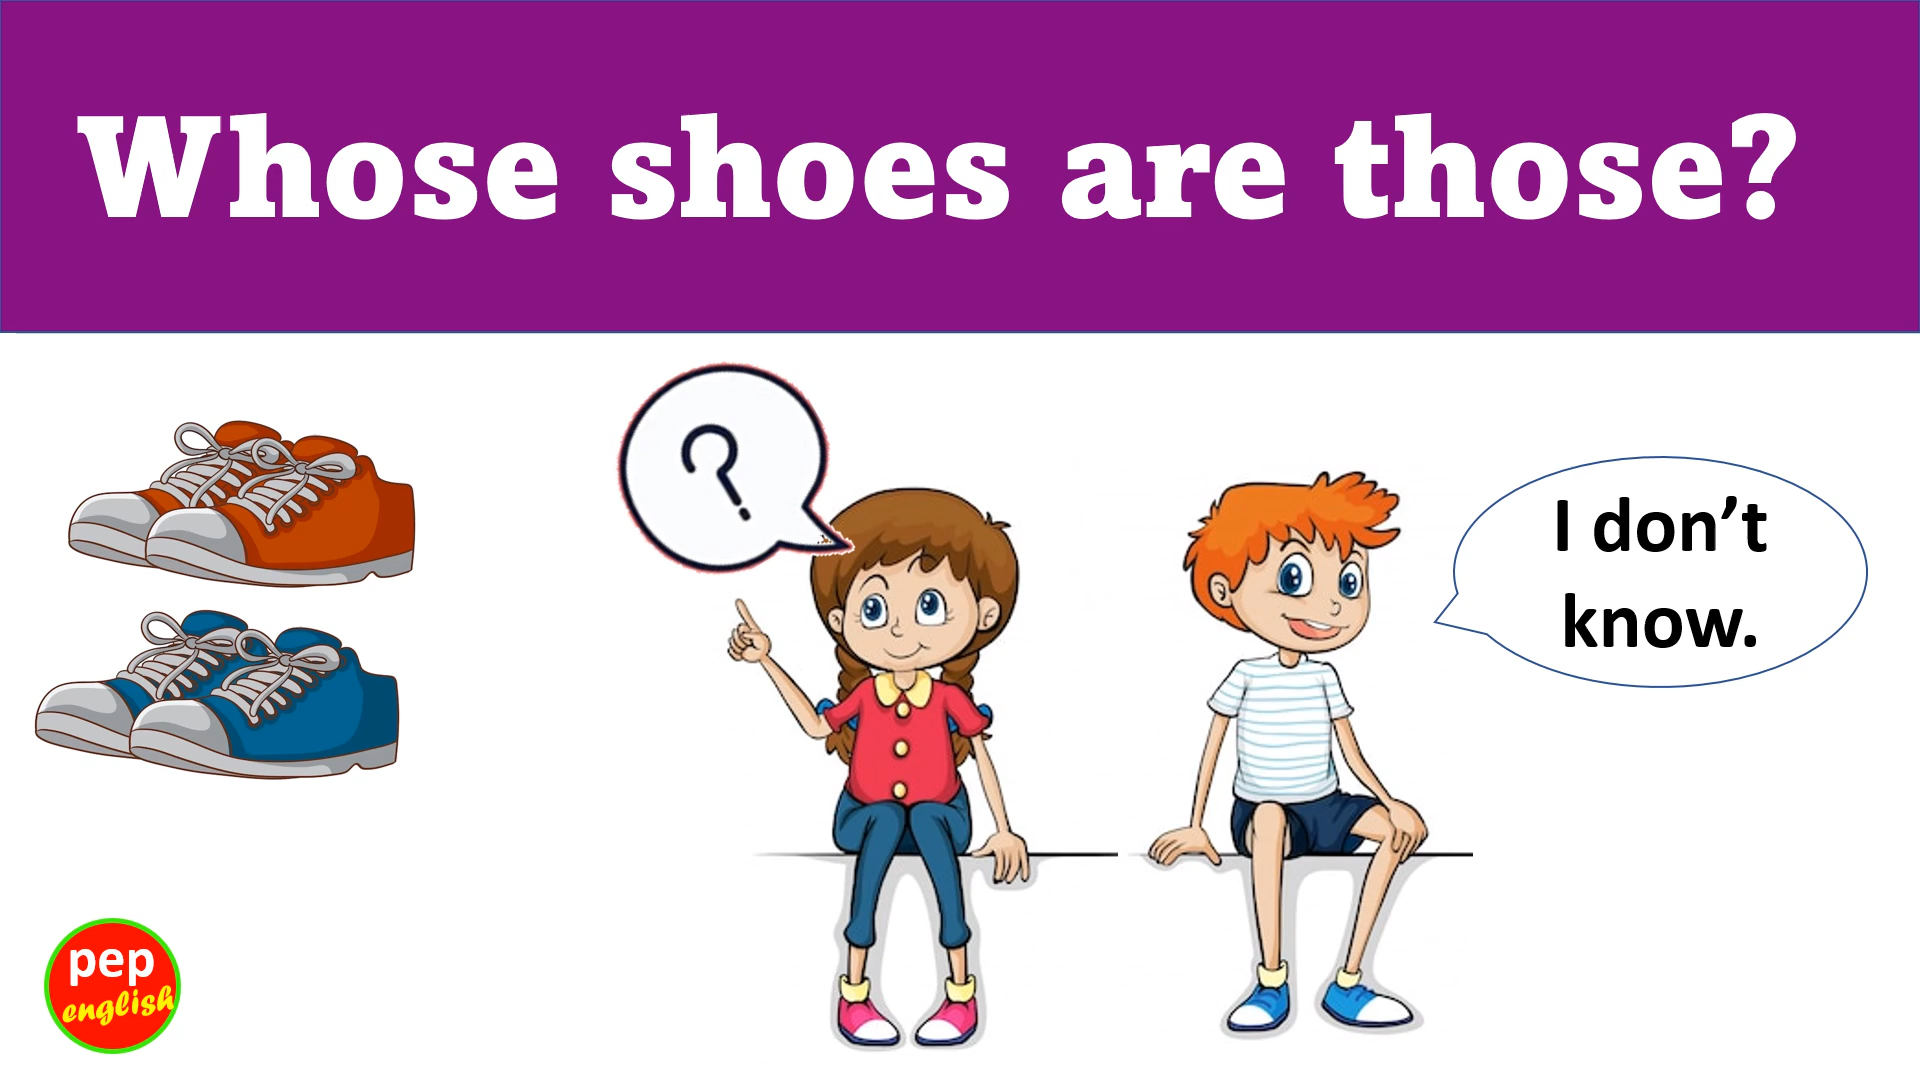 Whose shoes are those?
?
I don’t
know.
pep
english